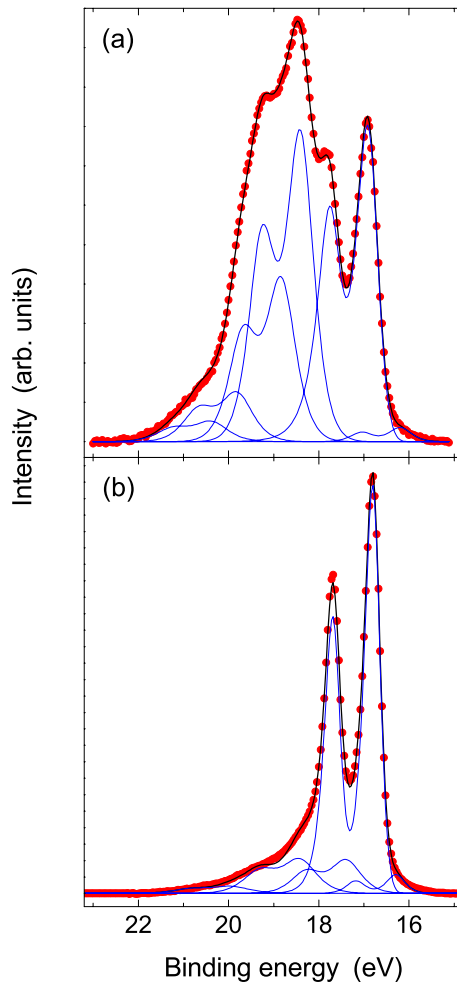 (a)
Intensity (arb. units)
(b)
22 20 18 16
Binding energy (eV)